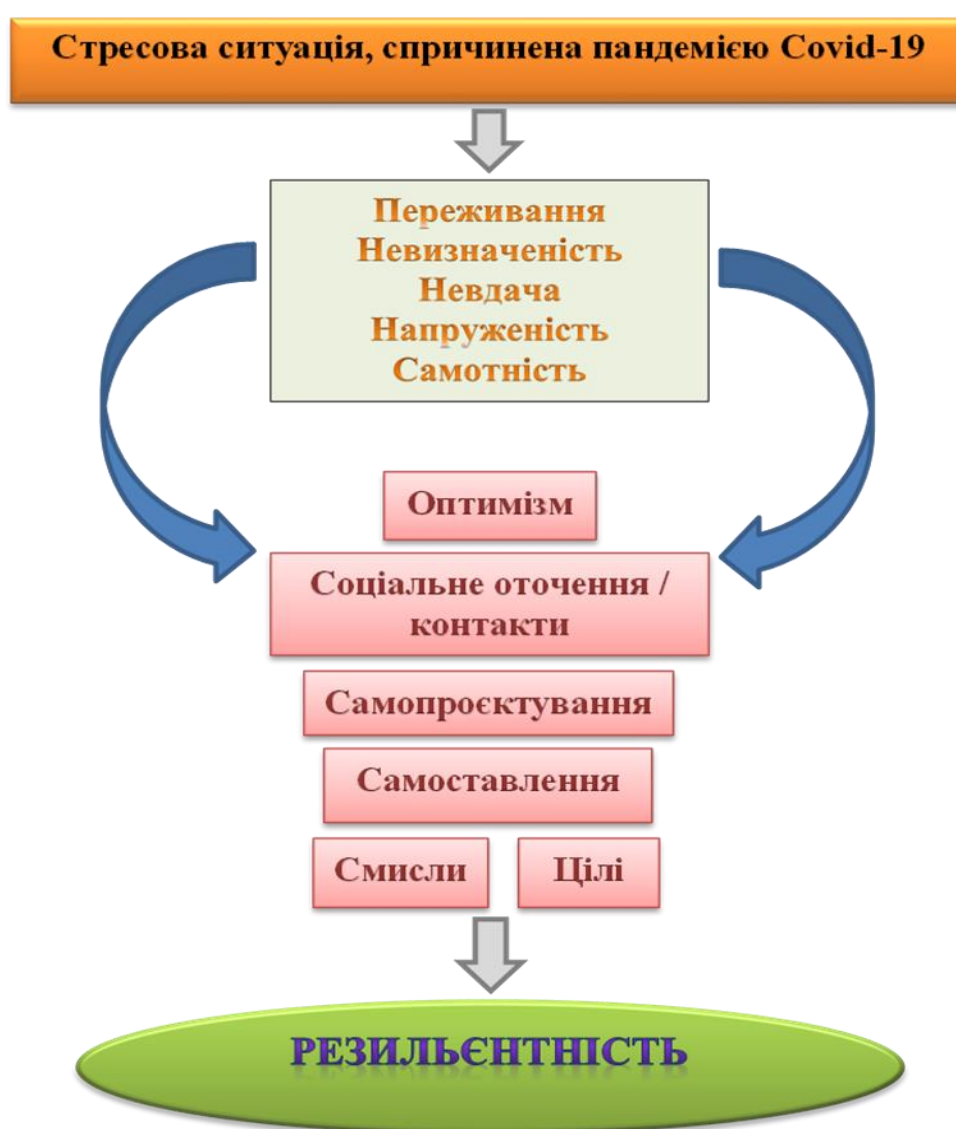 Стресова ситуація, спричинена пандемією Covid-19
Переживання
Невизначеність
Невдача
Напруженість
Самотність
Оптимізм
Соціальне оточення /
контакти
Самопроєктування
Самоставлення
Смисли
Цілі
РЕЗИЛЬЄНТНІСТЬ